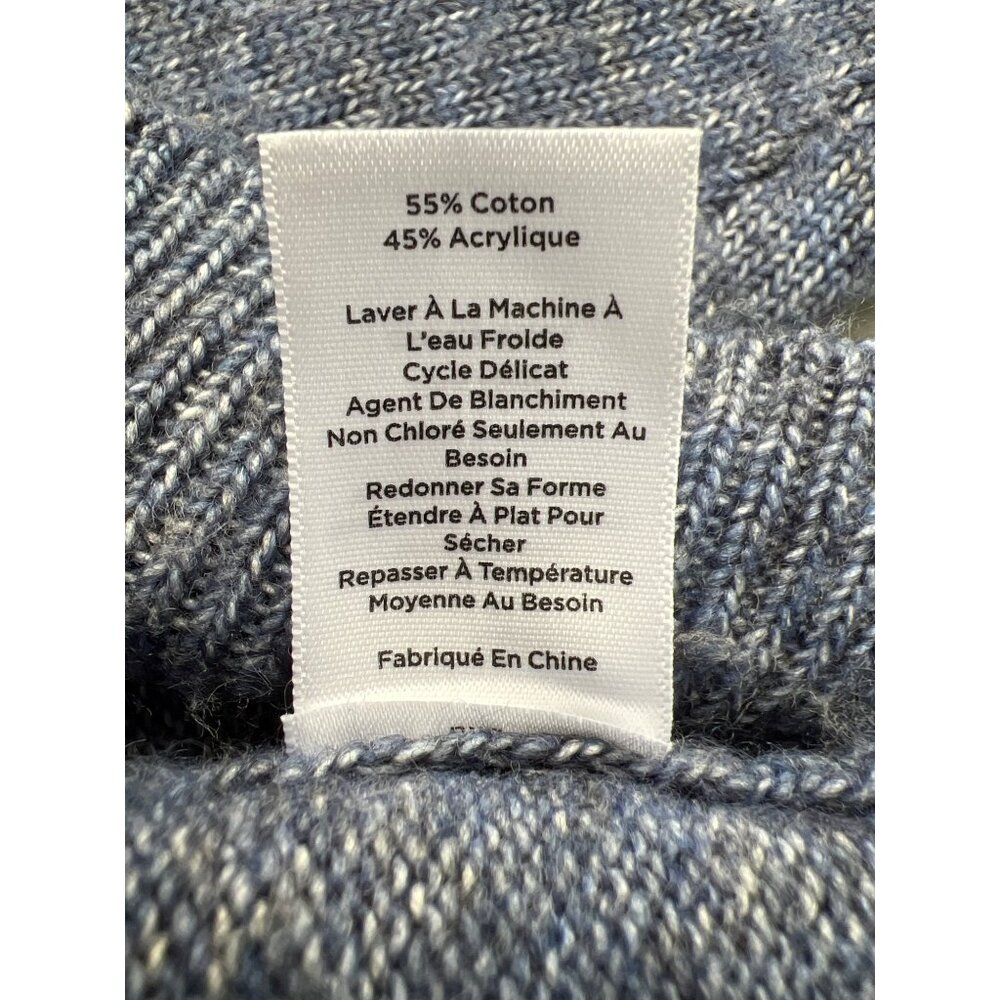 55% Coton
45% Acrylique
Laver À La Machine À
L'eau Froide
Cycle Délicat
Agent De Blanchiment
Non Chloré Seulement Au
Besoin
Redonner Sa Forme
Étendre À Plat Pour
Sécher
Repasser À Température
Moyenne Au Besoin
Fabriqué En Chine